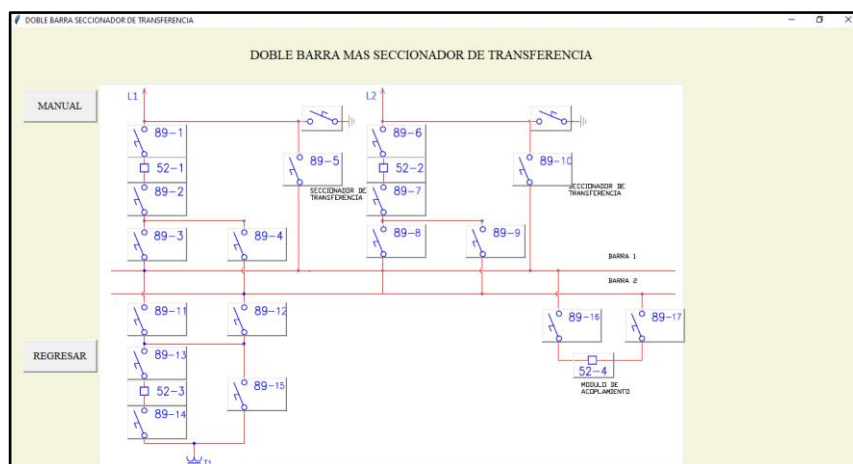 DOBLE BARRA SECCIONADOR DE TRANSFERENCIA
DOBLE BARRA MAS SECCIONADOR DE TRANSFERENCIA
MANUAL
L1
L2
89-1
89-6
52-1
89-5
52-2
89-10
89-2
SECCIONADOR DE
TRANSFERENCIA
89-7
SECCIONADOR DE
TRANSFERENCIA
89-3
89-4
89-8
89-9
BARRA 1
BARRA 2
89-11
89-12
89-16
89-17
REGRESAR
89-13
52-4
52-3
89-15
MODULO DE
ACOPLAMIENTO
89-14
T1